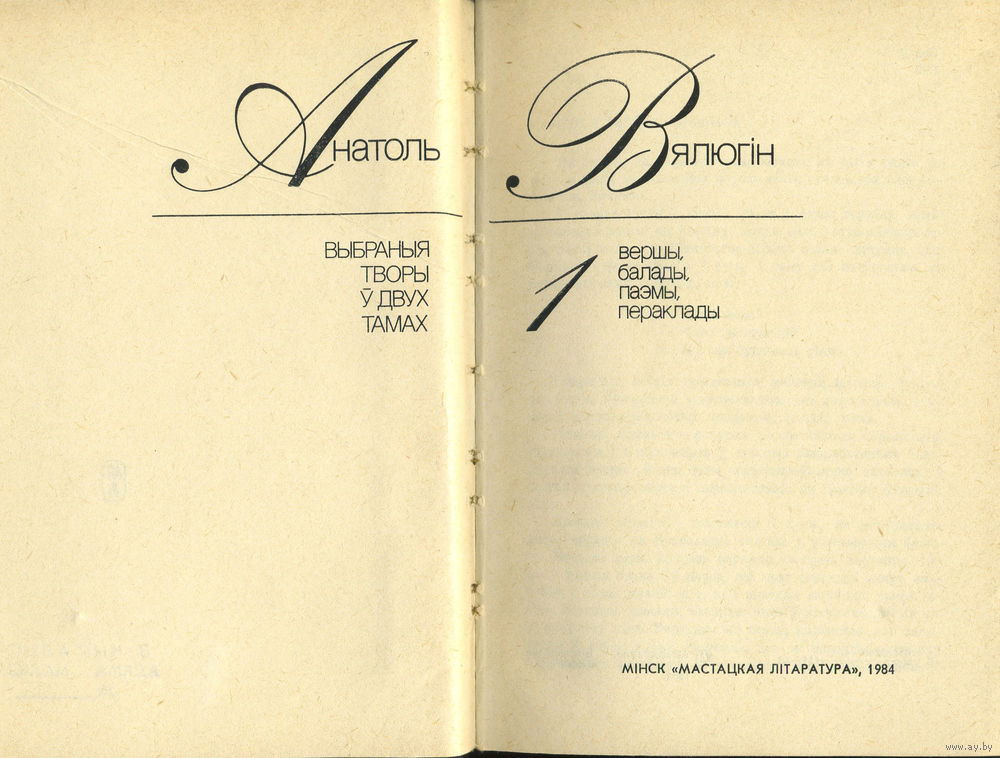 Анатоль
ВЫБРАНЫЯ
ТВОРЫ
Ў ДВУХ
ТАМАХ
Вялюгін
1
вершы,
балады,
паэмы,
пераклады
МІНСК «МАСТАЦКАЯ ЛІТАРАТУРА», 1984
www.ay.by